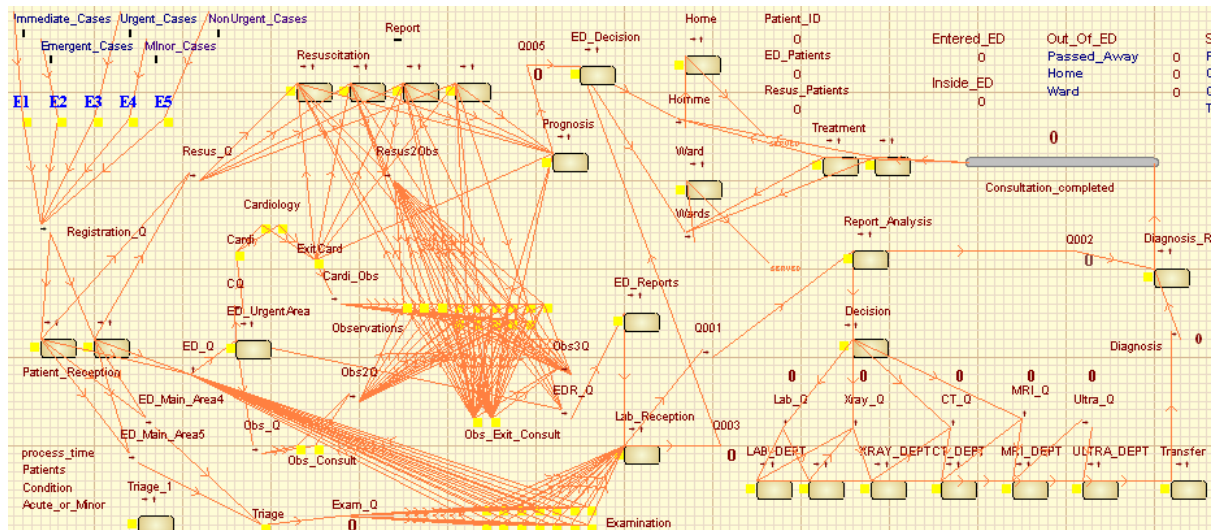 Immediate_Cases
Urgent_Cases
NonUrgent_Cases
Emergent_Cases
MInor_Cases
E1
E2
E3
E4
E5
Report
Resuscitation
Q005
0
ED_Decision
Home
Patient_ID
0
ED_Patients
0
Resus_Patients
0
Entered_ED
0
Inside_ED
0
Out_Of_ED
Passed_Away
0
Home
0
Ward
0
Resus_Q
Resus2Obs
Prognosis
Homme
Ward
Wards
SERVED
Treatment
0
Consultation_completed
Registration_Q
Cardiology
Cardi
ExitCard
Cardi_Obs
CQ
ED_UrgentArea
Observations
ED_Reports
SERVED
Report_Analysis
Q002
0
Diagnosis_R
Decision
Q001
Diagnosis
0
Patient_Reception
ED_Q
Obs2Q
Obs3Q
EDR_Q
ED_Main_Area4
ED_Main_Area5
Obs_Q
Obs_Consult
Obs_Exit_Consult
Lab_Reception
Q003
0
0
0
0
0
0
Lab_Q
Xray_Q
CT_Q
MRI_Q
Ultra_Q
LAB_DEPT
XRAY_DEPT
CT_DEPT
MRI_DEPT
ULTRA_DEPT
Transfer
process_time
Patients
Condition
Acute_or_Minor
Triage_1
Triage
Exam_Q
0
Examination